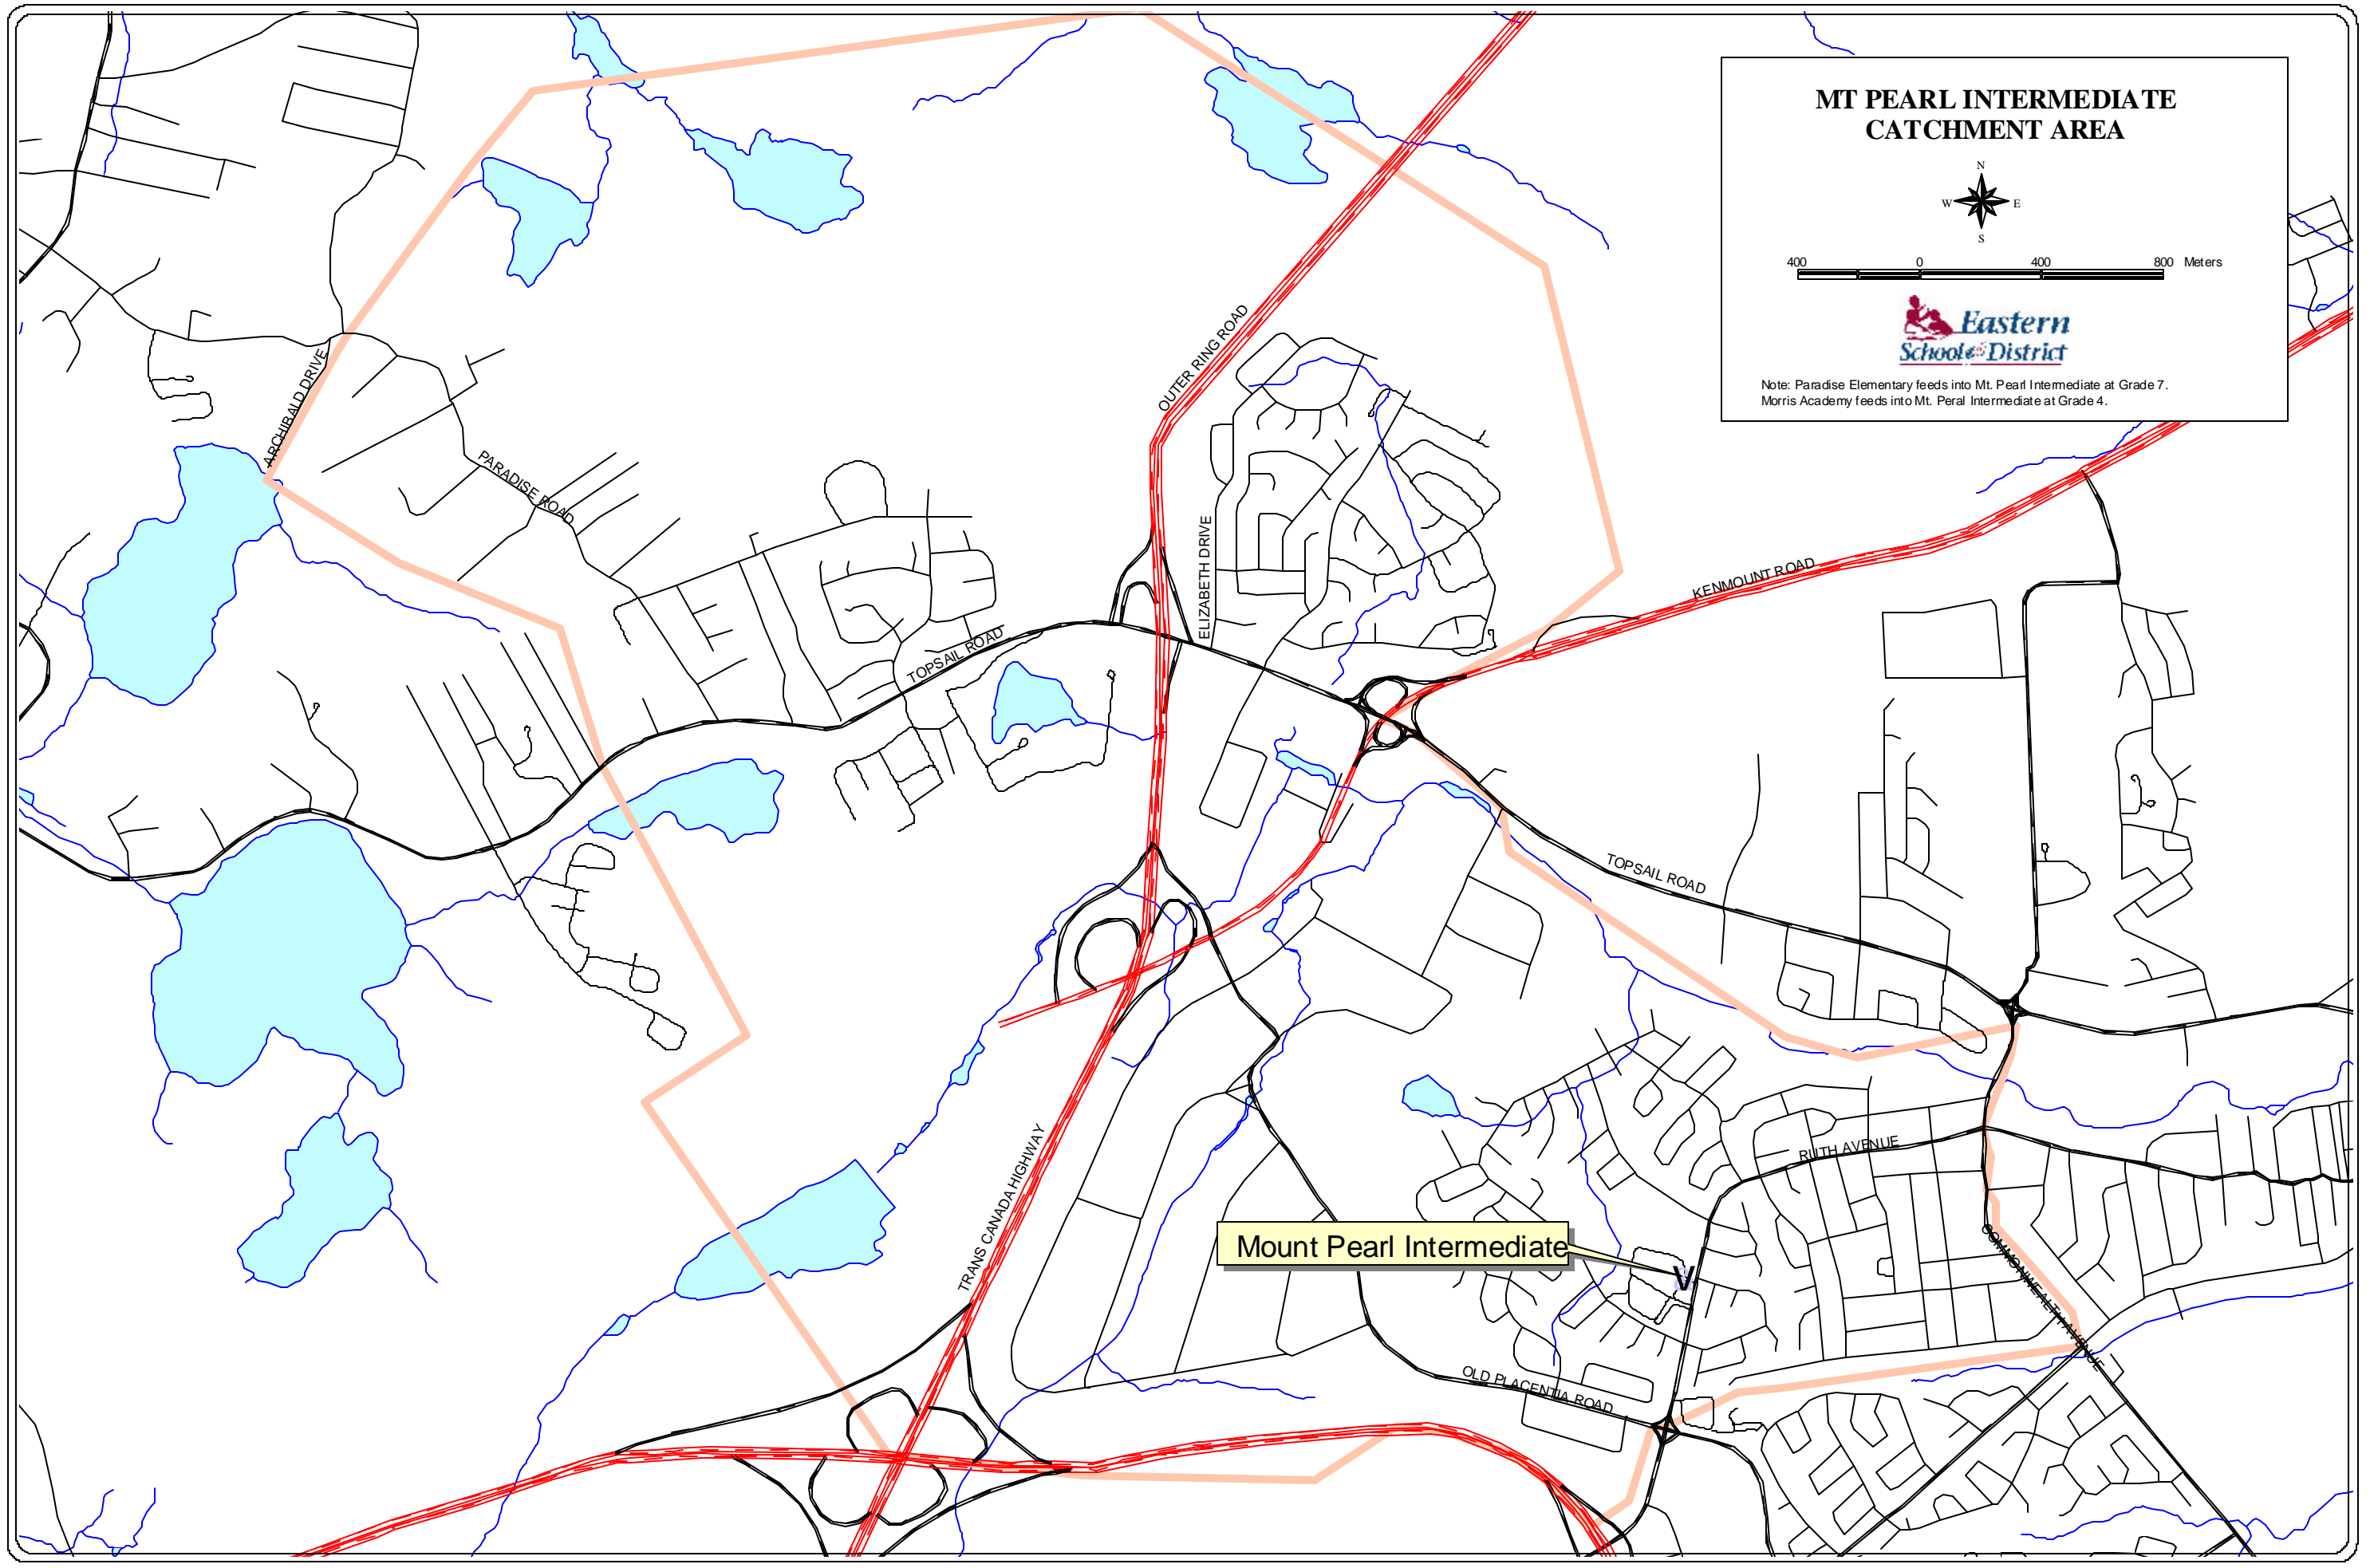 MT PEARL INTERMEDIATE
CATCHMENT AREA
N
W E
S
400 0 400 800 Meters
Eastern
School District
Note: Paradise Elementary feeds into Mt. Pearl Intermediate at Grade 7.
Morris Academy feeds into Mt. Peral Intermediate at Grade 4.
OUTER RING ROAD
ARCHIBALD DRIVE
PARADISE ROAD
ELIZABETH DRIVE
KENMOUNT ROAD
TOPSAIL ROAD
TOPSAIL ROAD
RUTH AVENUE
TRANS CANADA HIGHWAY
Mount Pearl Intermediate
V
COMMONWEALTH AVENUE
OLD PLACENTIA ROAD